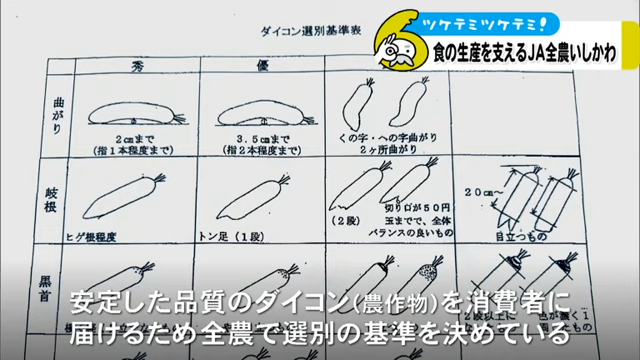 ツケテミツケテミ!
食の生産を支えるJA全農いしかわ
ダイコン選別基準表
秀
優
曲がり
2cmまで
(指1本程度まで)
3.5cmまで
(指2本程度まで)
くの字・への字曲がり
2ヶ所曲がり
岐根
ヒゲ根程度
トン足(1段)
(2段)
切り口が50円
玉までで、全体
バランスの良いもの
20cm~
目立つもの
黒首
安定した品質のダイコン(農作物)を消費者に
届けるため全農で選別の基準を決めている